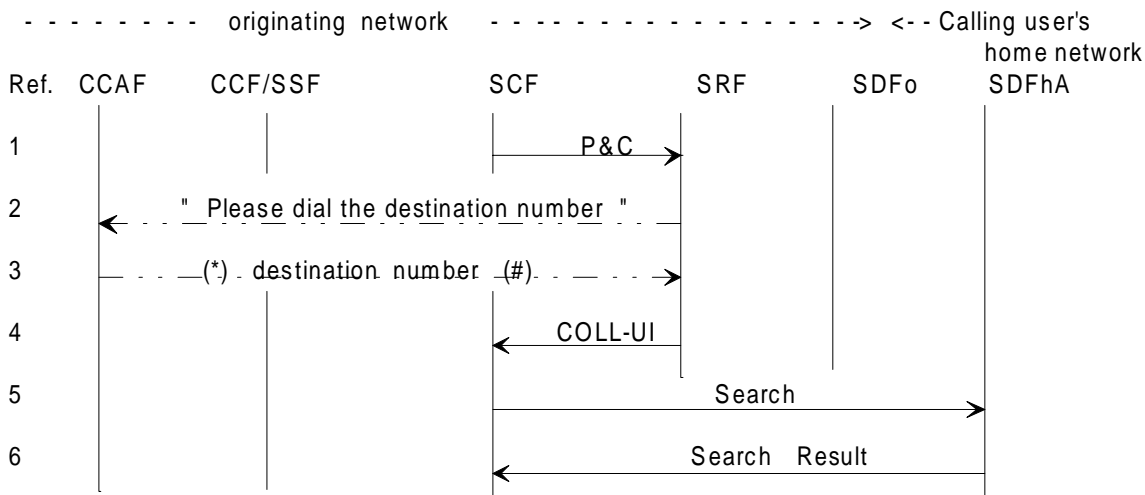 - - - - - - - - originating network - - - - - - - - - - - - - - - -> <-- Calling user's
home network
Ref. CCAF CCF/SSF SCF SRF SDFo SDFhA
1 P&C
2 " Please dial the destination number "
3 (*) destination number (#)
4 COLL-UI
5 Search
6 Search Result